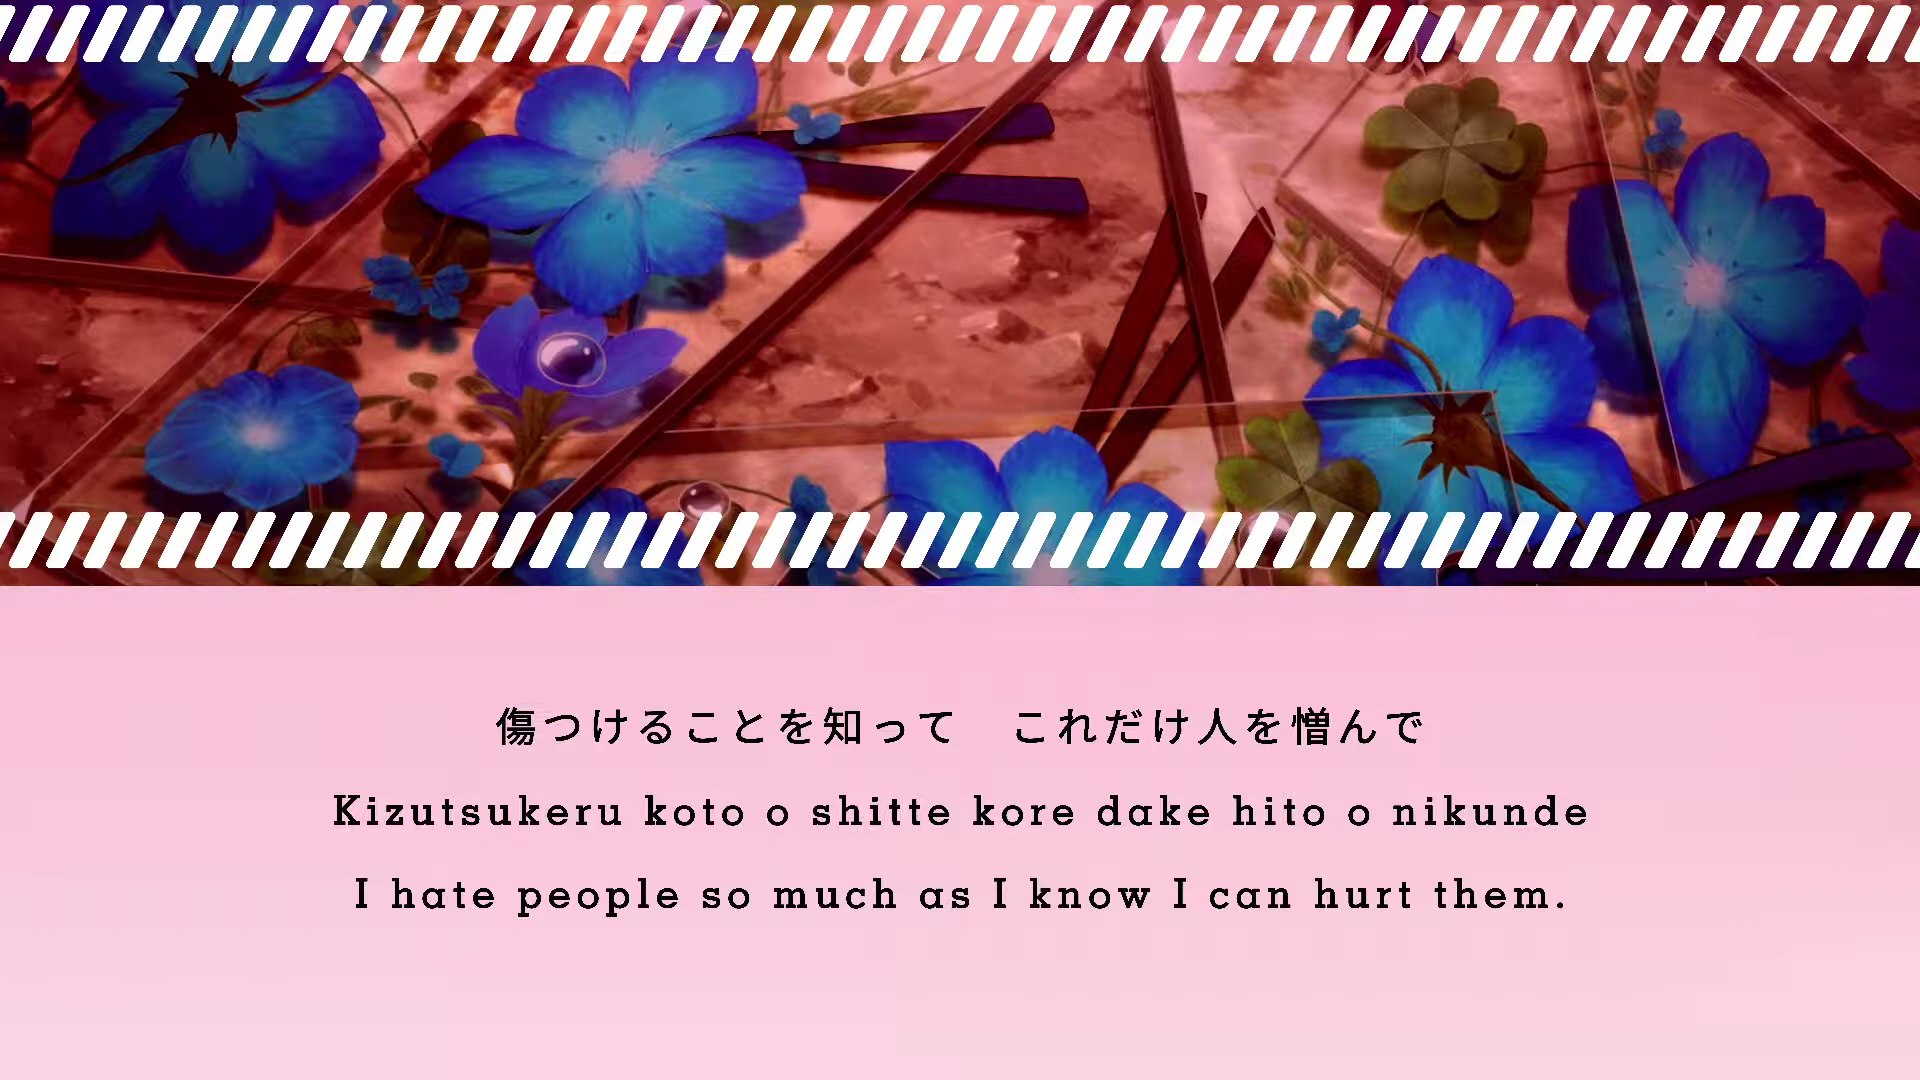 傷つけることを知って　これだけ人を憎んで
Kizutsukeru koto o shitte kore dake hito o nikunde
I hate people so much as I know I can hurt them.